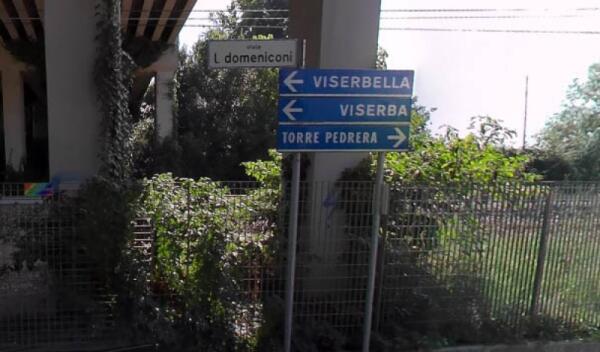 viale
L. domeniconi
VISERBELLA
VISERBA
TORRE PEDRERA